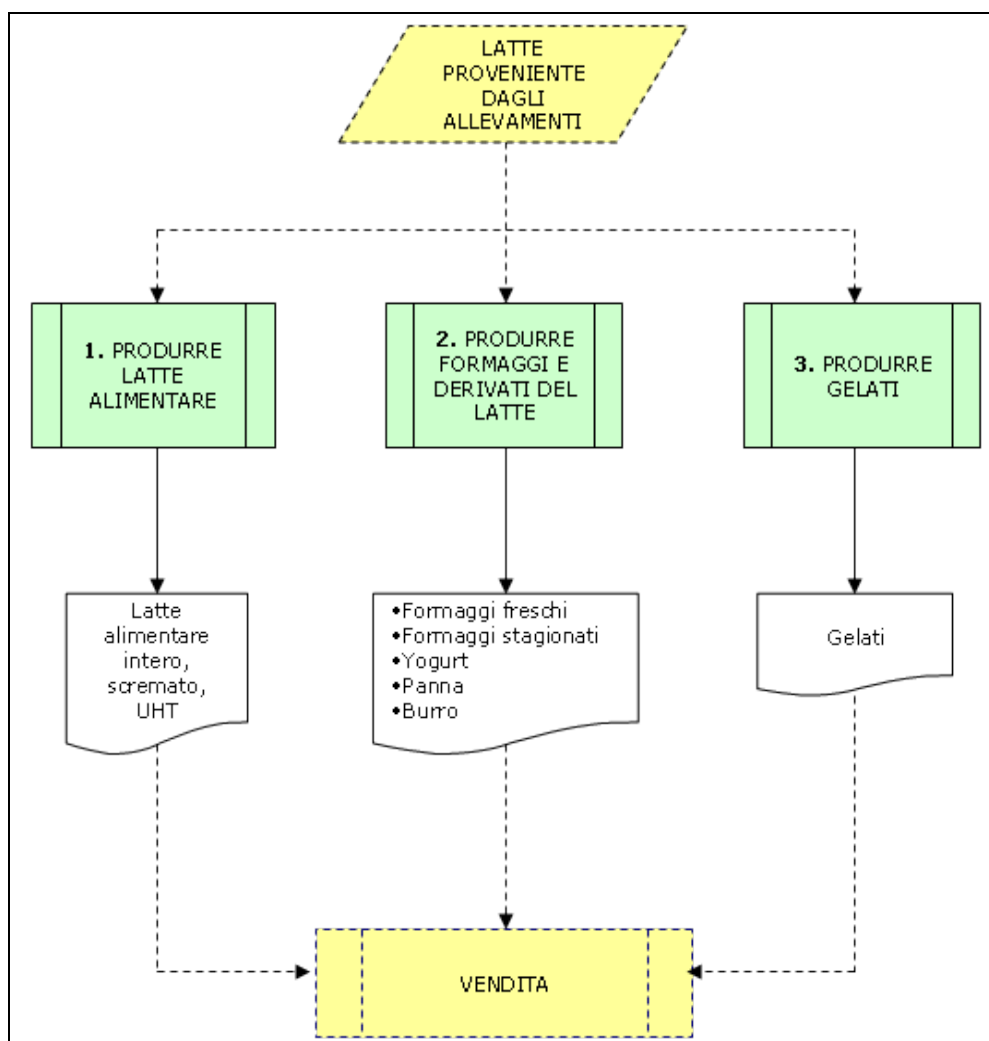 LATTE
PROVENIENTE
DAGLI
ALLEVAMENTI
1. PRODURRE
LATTE
ALIMENTARE
2. PRODURRE
FORMAGGI E
DERIVATI DEL
LATTE
3. PRODURRE
GELATI
Latte
alimentare
intero,
scremato,
UHT
•Formaggi freschi
•Formaggi stagionati
•Yogurt
•Panna
•Burro
Gelati
VENDITA